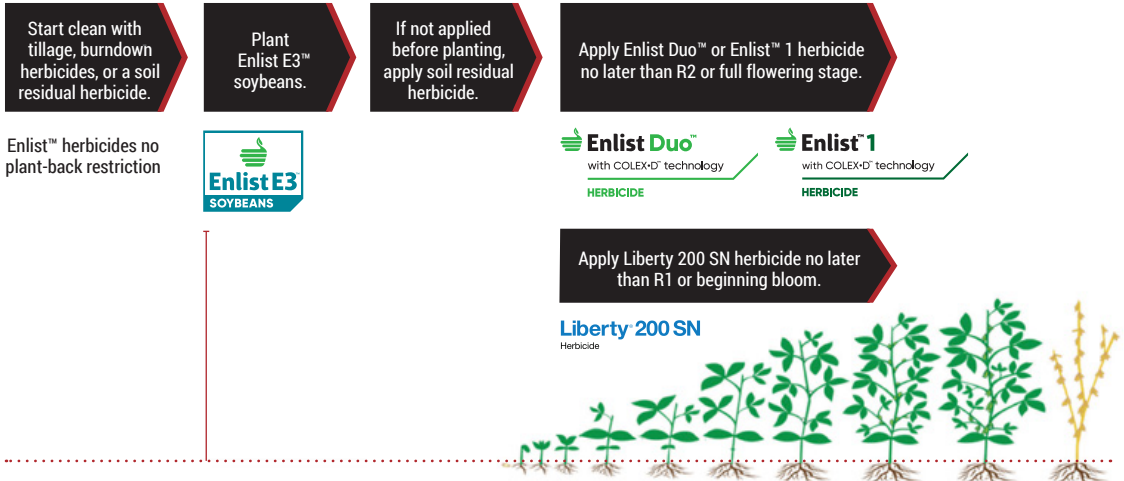 Start clean with
tillage, burndown
herbicides, or a soil
residual herbicide.
Plant
Enlist E3™
soybeans.
If not applied
before planting,
apply soil residual
herbicide.
Apply Enlist Duo™ or Enlist™ 1 herbicide
no later than R2 or full flowering stage.
Enlist™ herbicides no
plant-back restriction
Enlist E3™
SOYBEANS
Enlist Duo™
with COLEX•D™ technology
HERBICIDE
Enlist™ 1
with COLEX•D™ technology
HERBICIDE
Apply Liberty 200 SN herbicide no later
than R1 or beginning bloom.
Liberty® 200 SN
Herbicide